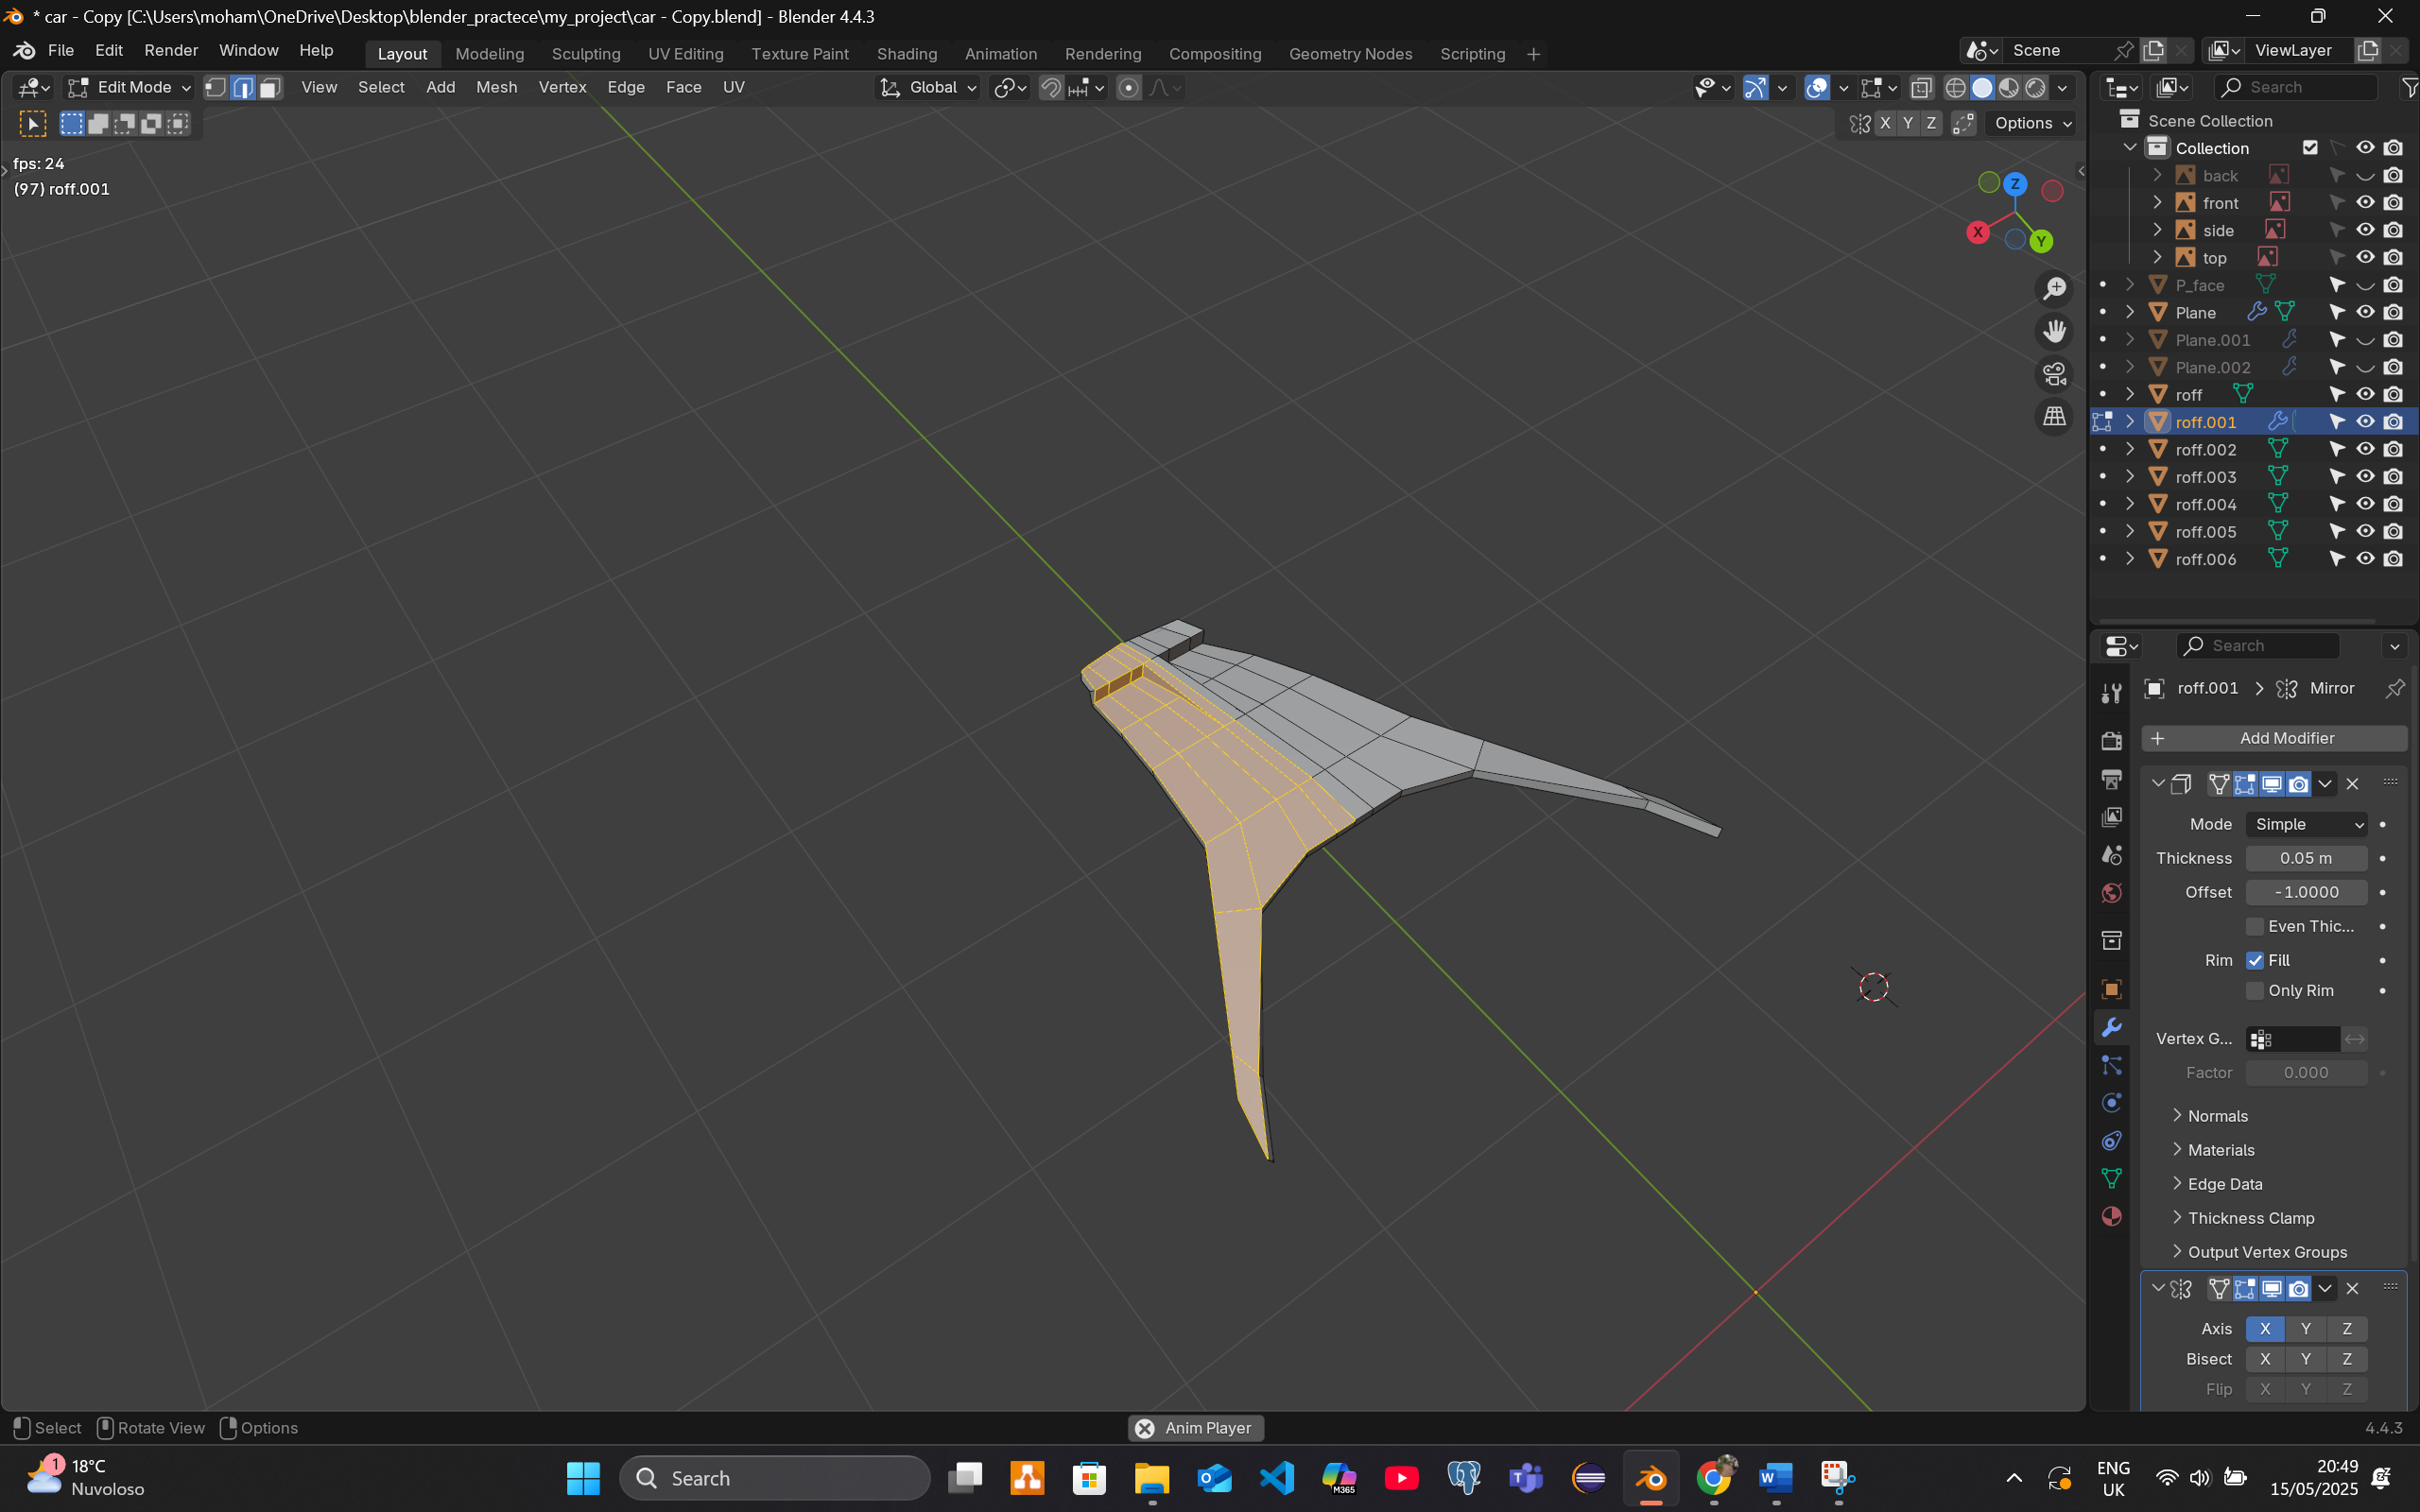 * car - Copy [C:\Users\moham\OneDrive\Desktop\blender_practece\my_project\car - Copy.blend] - Blender 4.4.3
File Edit Render Window Help Layout Modeling Sculpting UV Editing Texture Paint Shading Animation Rendering Compositing Geometry Nodes Scripting + Scene ViewLayer
Edit Mode View Select Add Mesh Vertex Edge Face UV Global Search
X Y Z Options
fps: 24
(97) roff.001
Z
X
Y
Scene Collection
Collection
back
front
side
top
P_face
Plane
Plane.001
Plane.002
roff
roff.001
roff.002
roff.003
roff.004
roff.005
roff.006
Search
roff.001 > Mirror
+ Add Modifier
Mode Simple
Thickness 0.05 m
Offset -1.0000
Even Thic...
Rim Fill
Only Rim
Vertex G...
Factor 0.000
Normals
Materials
Edge Data
Thickness Clamp
Output Vertex Groups
Axis X Y Z
Bisect X Y Z
Flip X Y Z
Select Rotate View Options Anim Player 4.4.3
1 18°C
Nuvoloso
Search
M365
ENG
UK
20:49
15/05/2025